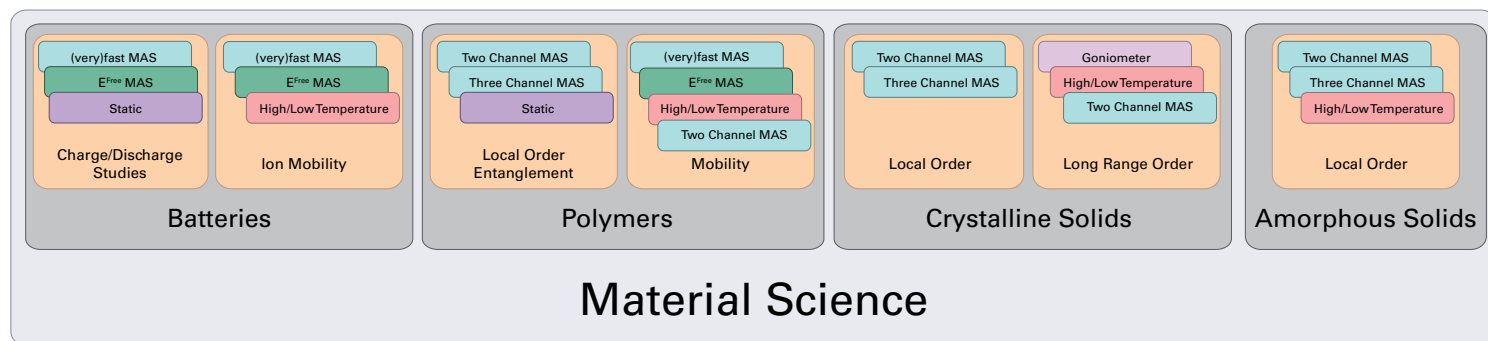 (very)fast MAS
EFree MAS
Static
Charge/Discharge
Studies
(very)fast MAS
EFree MAS
High/Low Temperature
Ion Mobility
Batteries
Two Channel MAS
Three Channel MAS
Static
Local Order
Entanglement
(very)fast MAS
EFree MAS
High/Low Temperature
Two Channel MAS
Mobility
Polymers
Two Channel MAS
Three Channel MAS
Local Order
Goniometer
High/Low Temperature
Two Channel MAS
Long Range Order
Crystalline Solids
Two Channel MAS
Three Channel MAS
High/Low Temperature
Local Order
Amorphous Solids
Material Science